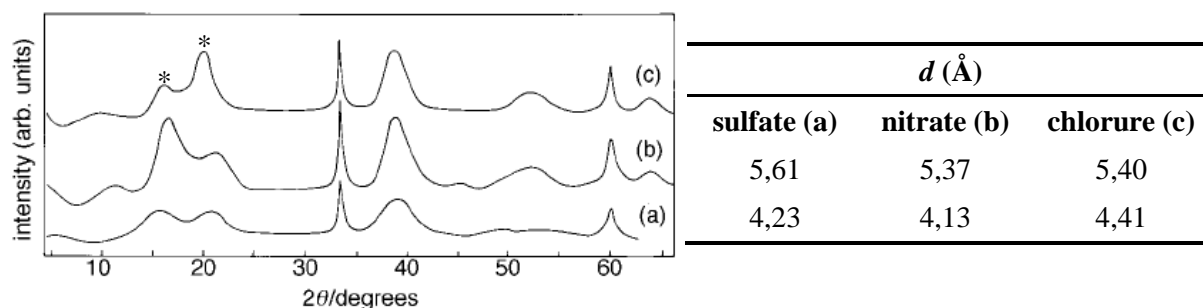 intensity (arb. units)
* *
(c)
(b)
(a)
10 20 30 40 50 60
2θ/degrees
d (Å)
sulfate (a) nitrate (b) chlorure (c)
5,61 5,37 5,40
4,23 4,13 4,41